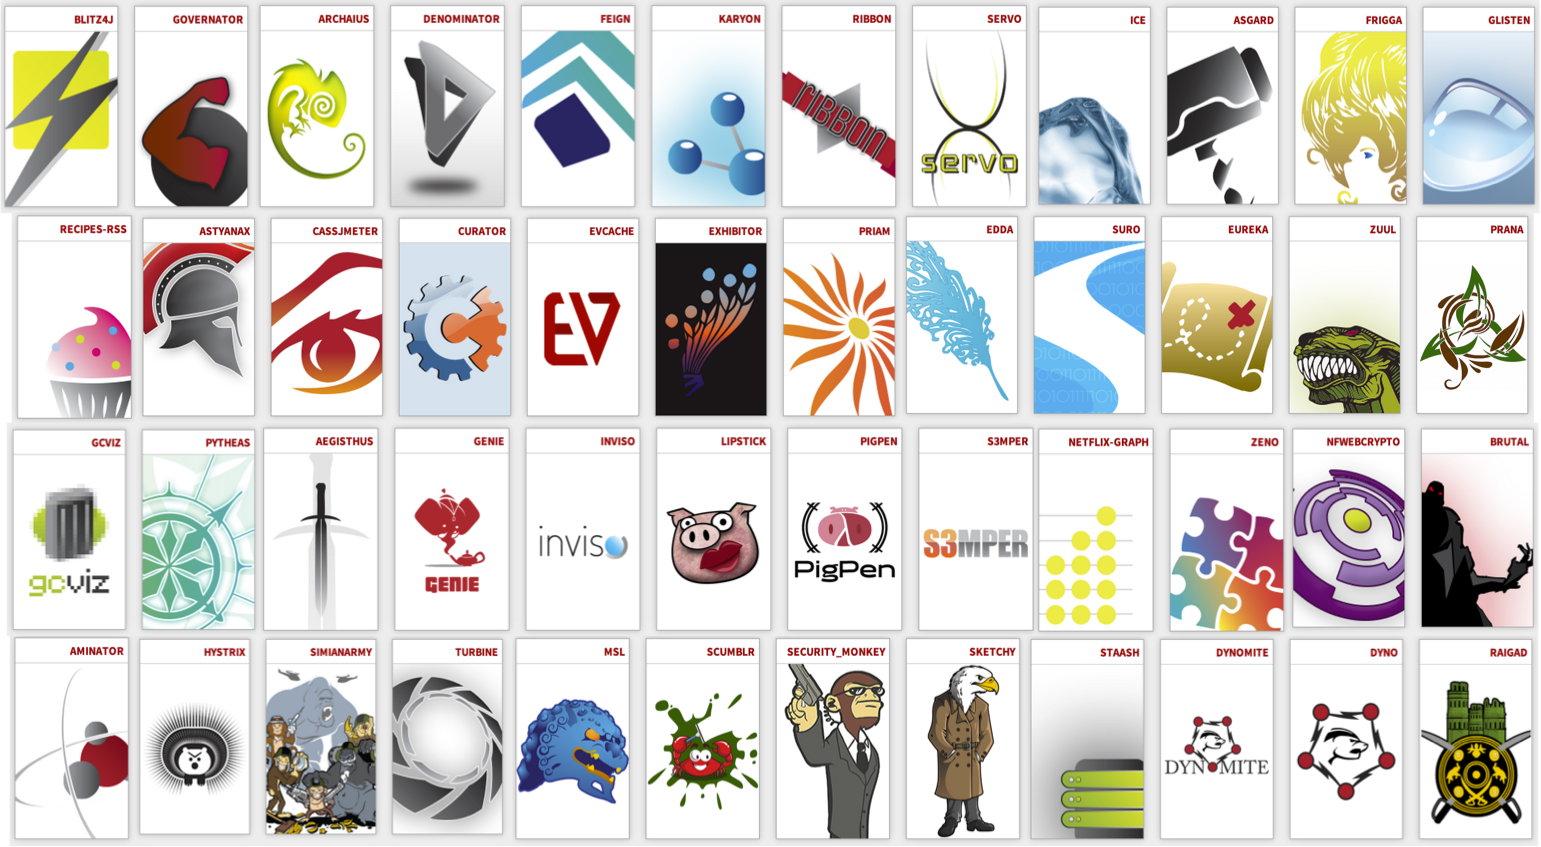 BLITZ4J
GOVERNATOR
ARCHAIUS
DENOMINATOR
FEIGN
KARYON
RIBBON
SERVO
ICE
ASGARD
FRIGGA
GLISTEN
RIBBON
servo
RECIPES-RSS
ASTYANAX
CASSJMETER
CURATOR
EVCACHE
EXHIBITOR
PRIAM
EDDA
SURO
EUREKA
ZUUL
PRANA
EV
GCVIZ
PYTHEAS
AEGISTHUS
GENIE
INVISO
LIPSTICK
PIGPEN
S3MPER
NETFLIX-GRAPH
ZENO
NFWEBCRYPTO
BRUTAL
gcviz
GENIE
inviso
PigPen
S3MPER
AMINATOR
HYSTRIX
SIMIANARMY
TURBINE
MSL
SCUMBLR
SECURITY_MONKEY
SKETCHY
STAASH
DYNOMITE
DYNO
RAIGAD
DYNOMITE